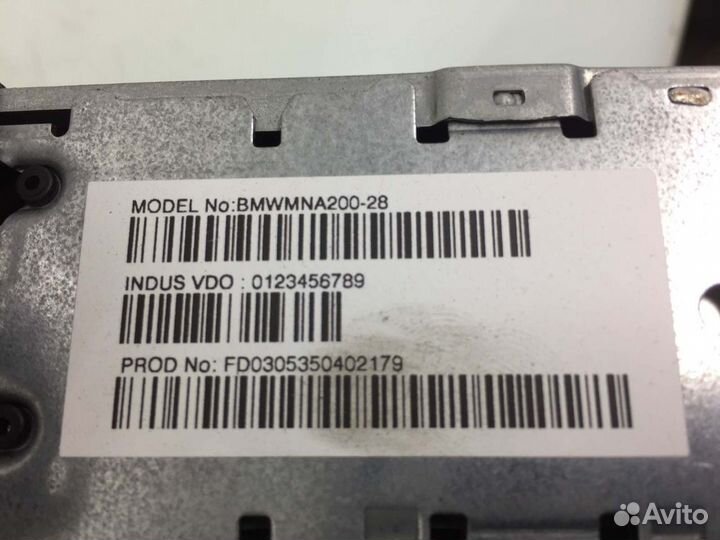 MODEL No:BMWMNA200-28
INDUS VDO : 0123456789
PROD No: FD0305350402179
Avito